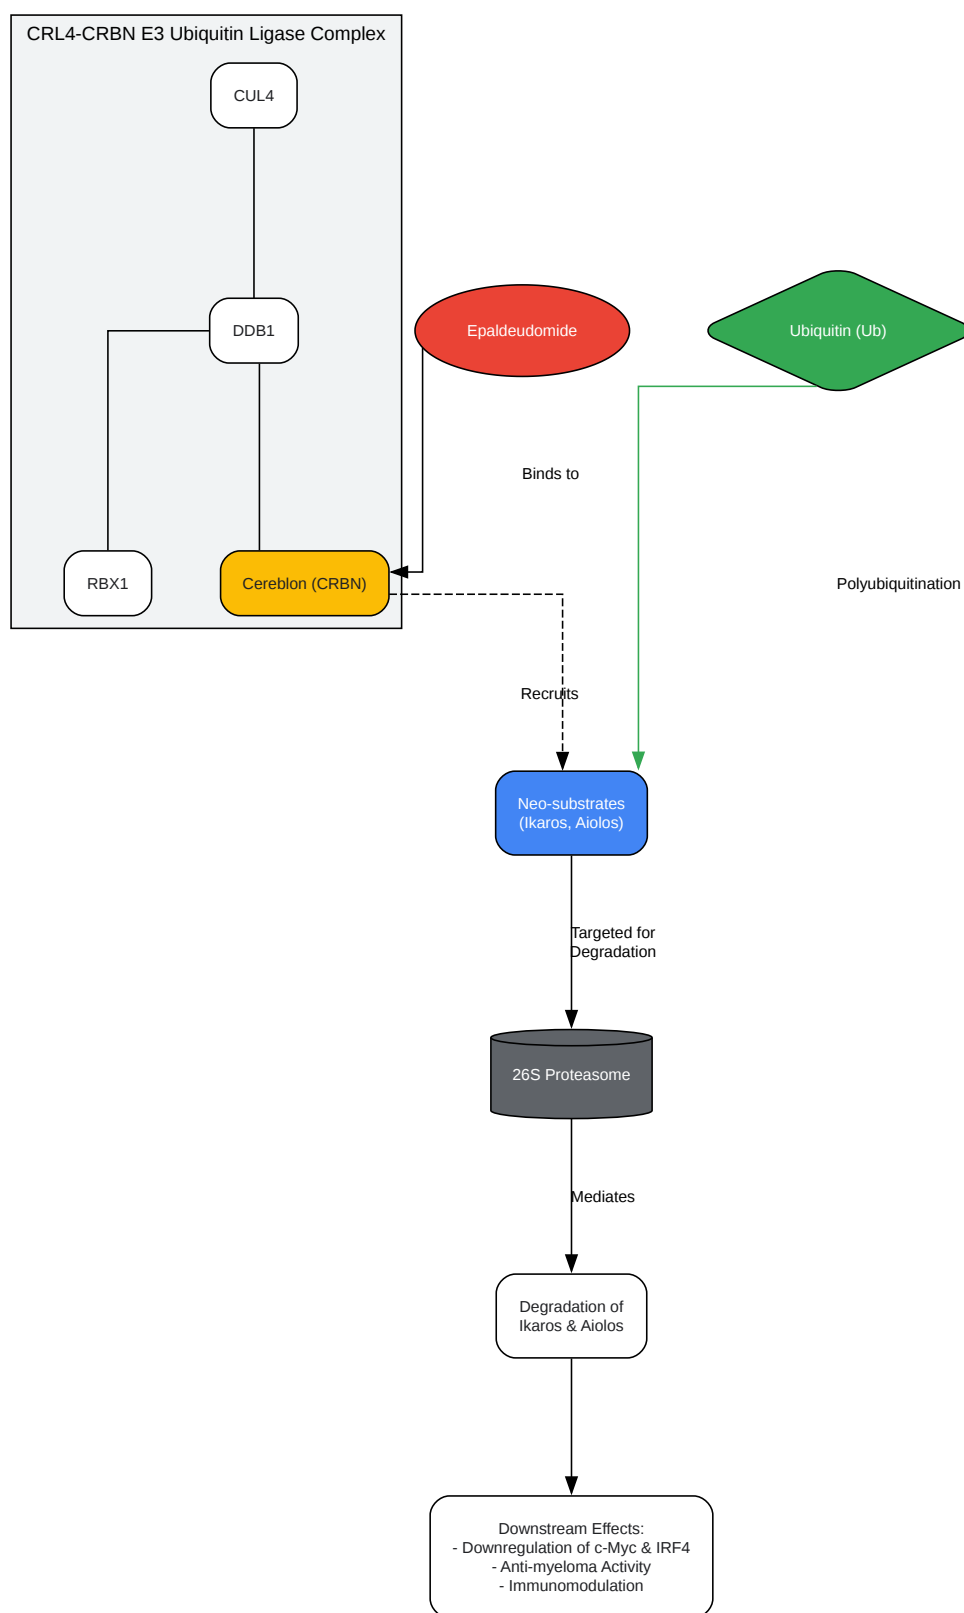 CRL4-CRBN E3 Ubiquitin Ligase Complex
CUL4
DDB1
Epaldeudomide
Ubiquitin (Ub)
Binds to
RBX1
Cereblon (CRBN)
Polyubiquitination
Recruits
Neo-substrates
(Ikaros, Aiolos)
Targeted for
Degradation
26S Proteasome
Mediates
Degradation of
Ikaros & Aiolos
Downstream Effects:
- Downregulation of c-Myc & IRF4
- Anti-myeloma Activity
- Immunomodulation